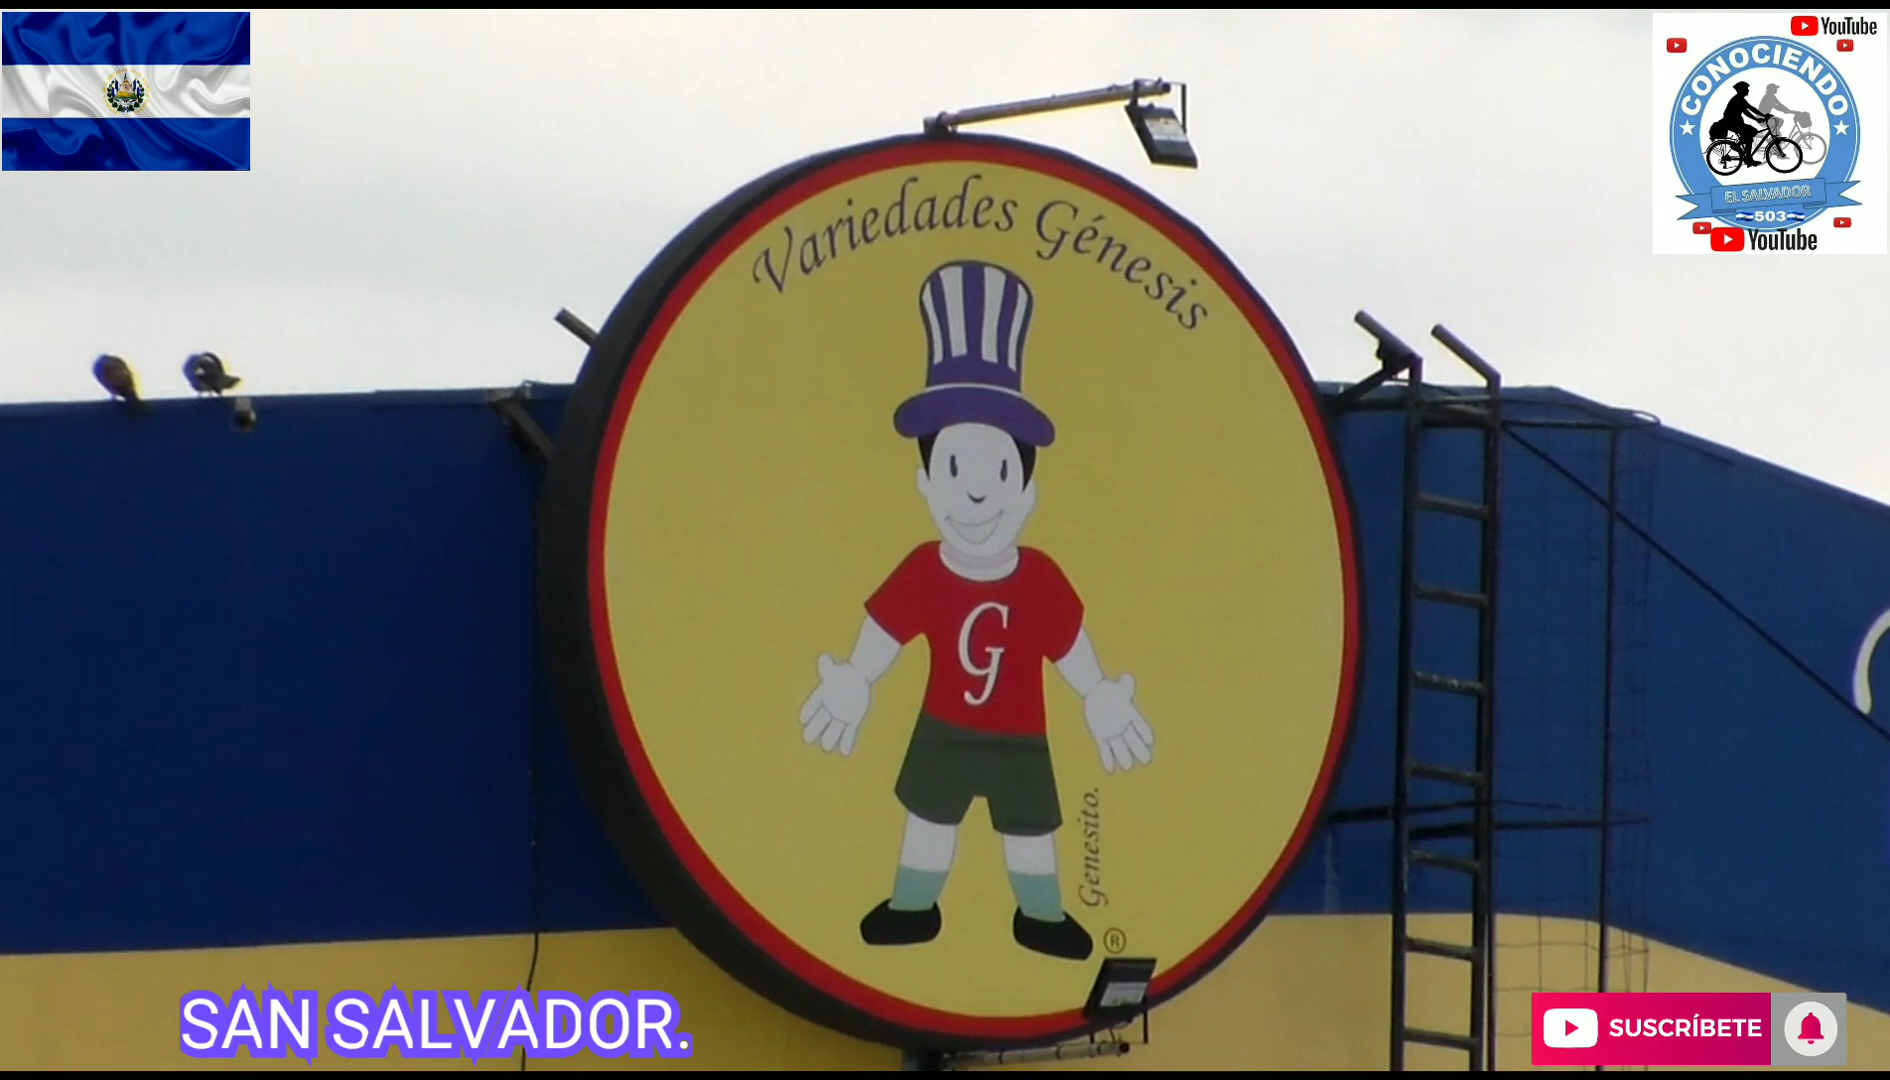 YouTube
CONOCIENDO
EL SALVADOR
503
YouTube
Variedades Génesis
G
Genesito.
®
SAN SALVADOR.
SUSCRÍBETE